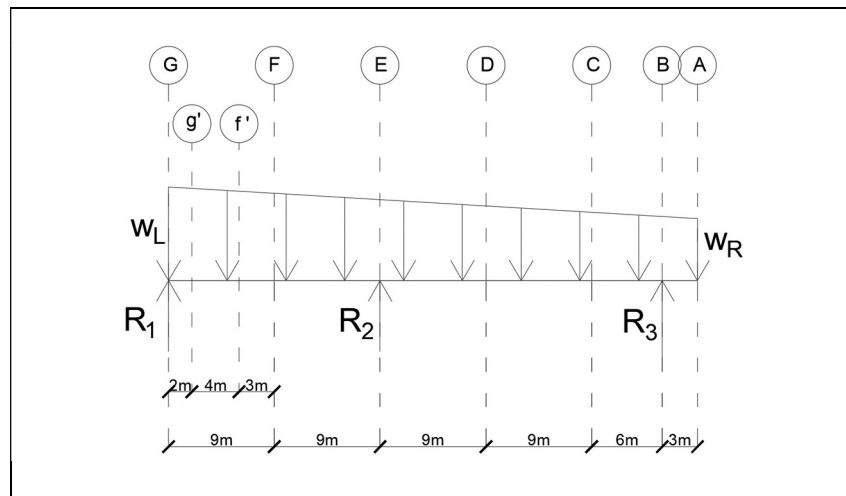 G F E D C B A
g' f'
wL wR
R1 R2 R3
2m 4m 3m
9m 9m 9m 9m 6m 3m